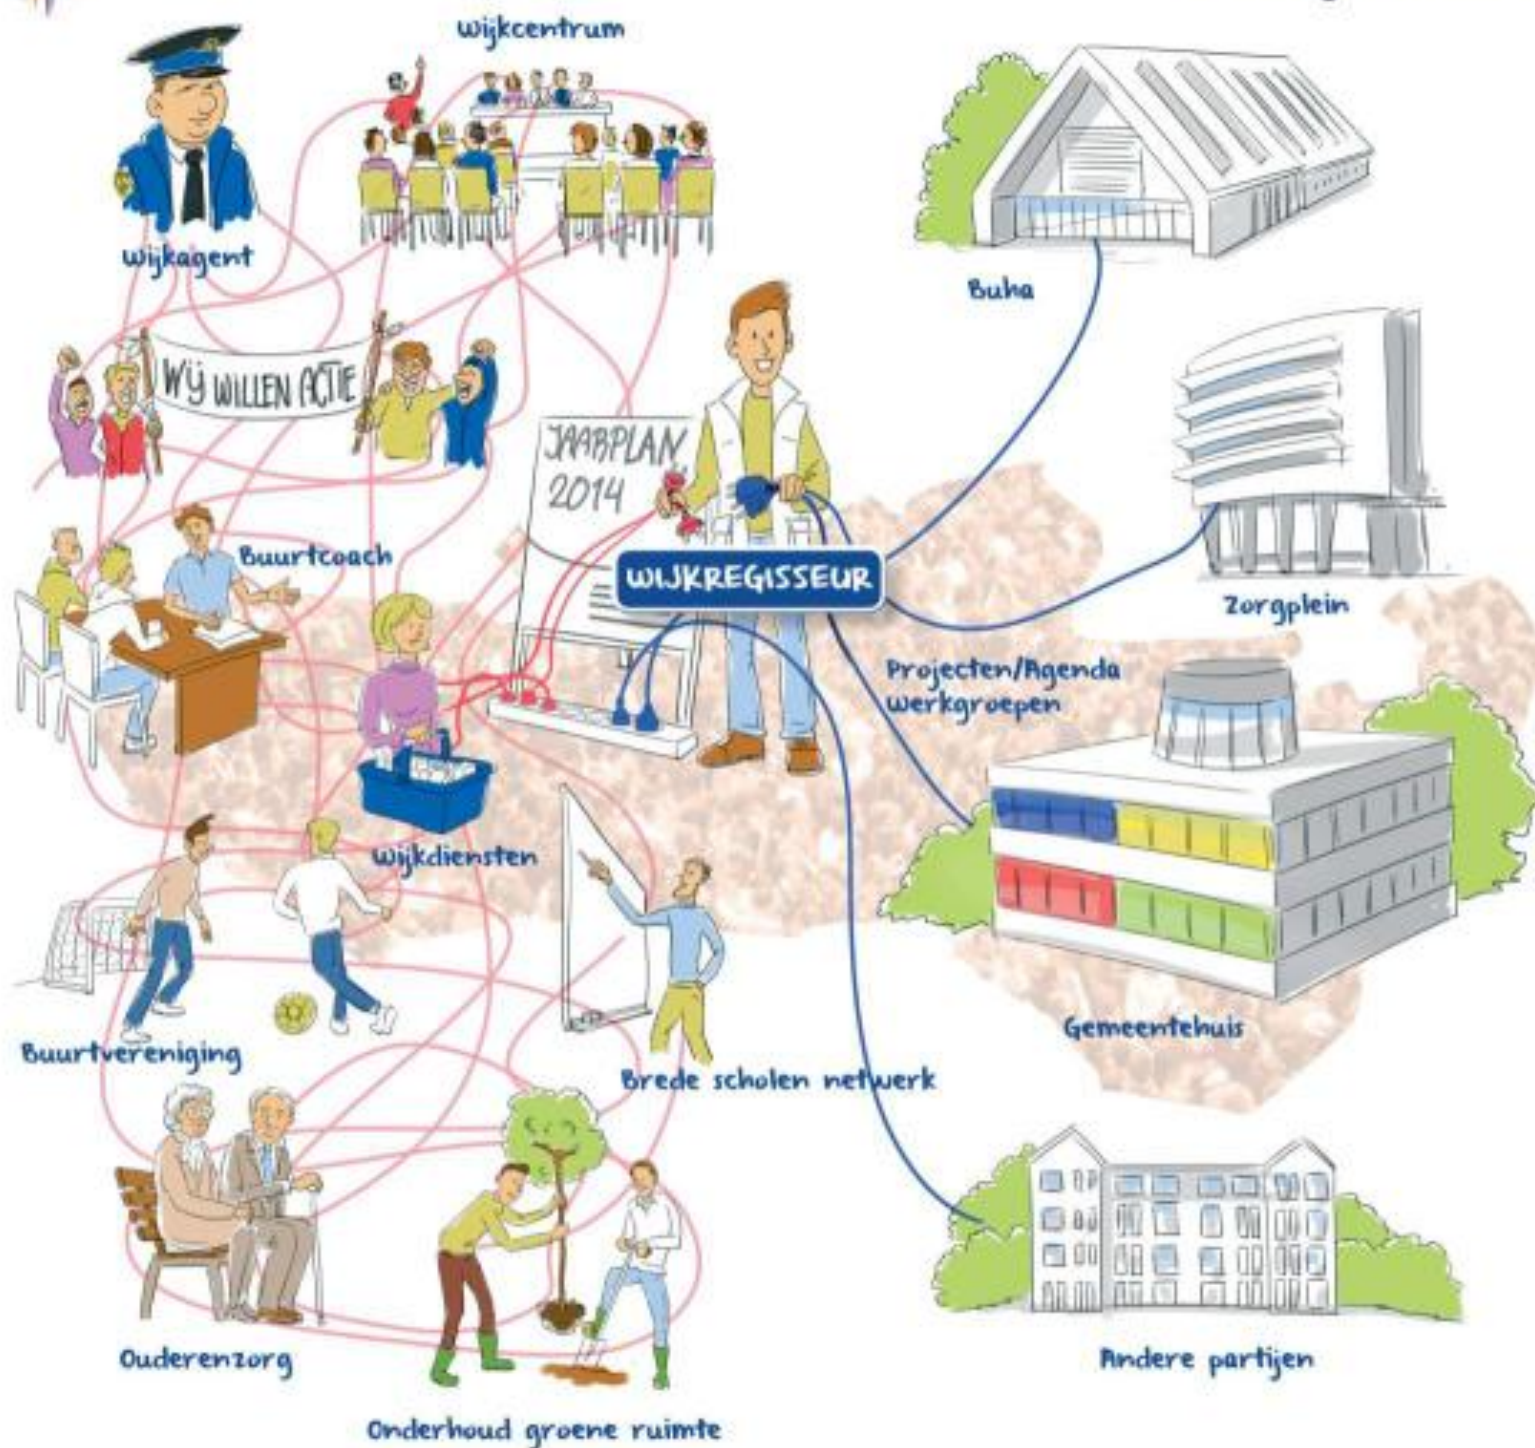 Wijkcentrum
Wijkagent
Buha
WIJ WILLEN ACTIE
JAARPLAN
2014
Buurtcoach
WIJKREGISSEUR
Zorgplein
Projecten/Agenda
Werkgroepen
Wijkdiensten
Gemeentehuis
Buurtvereniging
Brede scholen netwerk
Ouderenzorg
Andere partijen
Onderhoud groene ruimte